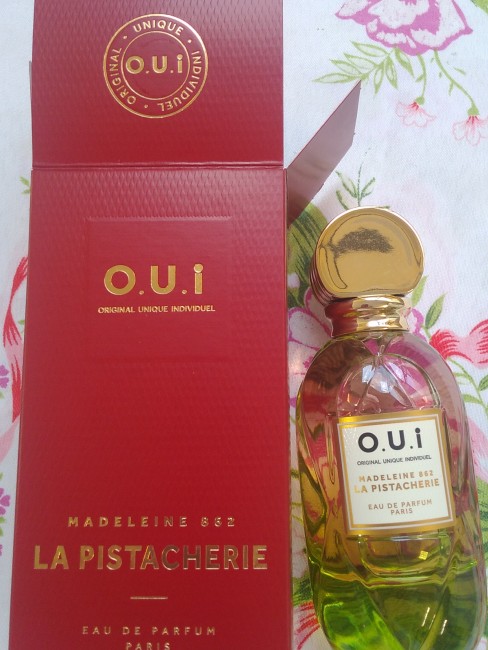 ORIGINAL • UNIQUE • INDIVIDUEL •
O.U.i
O.U.i
ORIGINAL UNIQUE INDIVIDUEL
MADELEINE 862
LA PISTACHERIE
EAU DE PARFUM
PARIS
O.U.i
ORIGINAL UNIQUE INDIVIDUEL
MADELEINE 862
LA PISTACHERIE
EAU DE PARFUM
PARIS